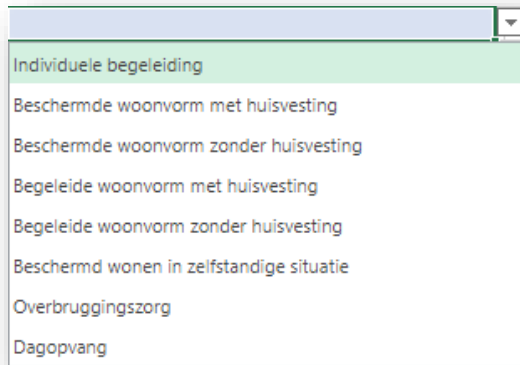 Individuele begeleiding
Beschermde woonvorm met huisvesting
Beschermde woonvorm zonder huisvesting
Begeleide woonvorm met huisvesting
Begeleide woonvorm zonder huisvesting
Beschermd wonen in zelfstandige situatie
Overbruggingszorg
Dagopvang